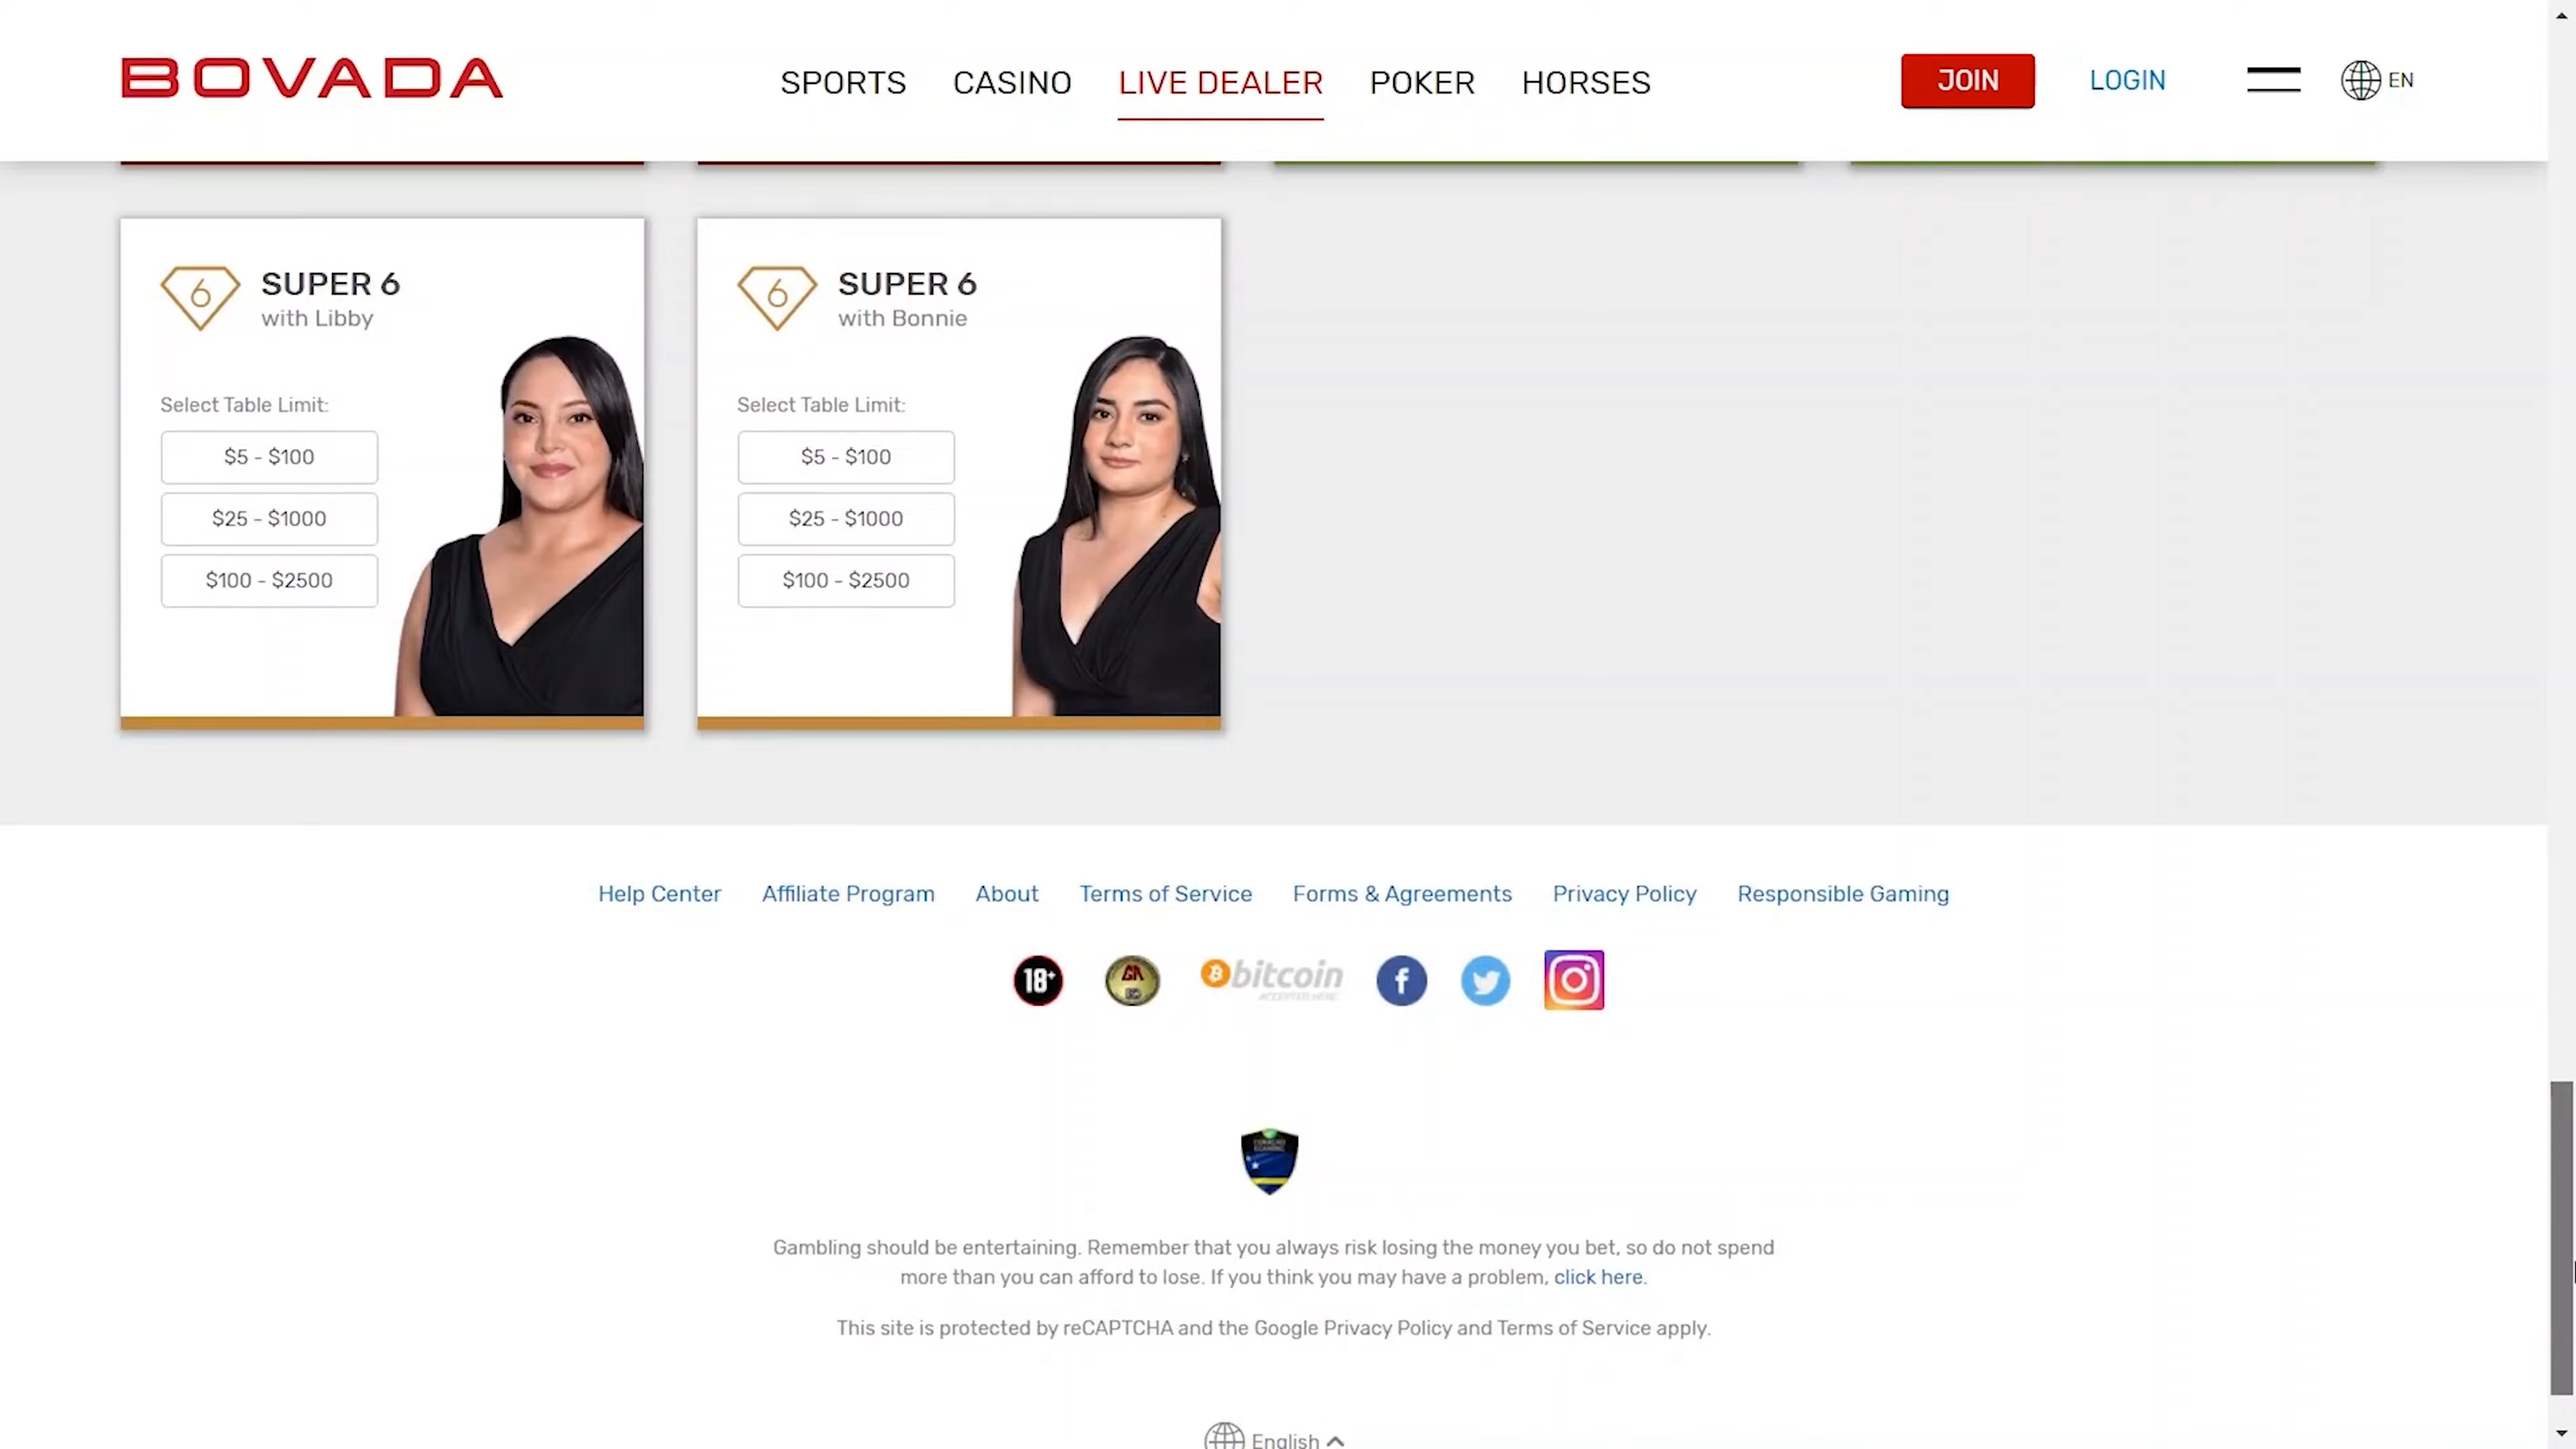 BOVADA
SPORTS
CASINO
LIVE DEALER
POKER
HORSES
JOIN
LOGIN
EN
6
SUPER 6
with Libby
Select Table Limit:
$5 - $100
$25 - $1000
$100 - $2500
6
SUPER 6
with Bonnie
Select Table Limit:
$5 - $100
$25 - $1000
$100 - $2500
Help Center
Affiliate Program
About
Terms of Service
Forms & Agreements
Privacy Policy
Responsible Gaming
18+
GA
bitcoin
ACCEPTED HERE
Gambling should be entertaining. Remember that you always risk losing the money you bet, so do not spend
more than you can afford to lose. If you think you may have a problem, click here.
This site is protected by reCAPTCHA and the Google Privacy Policy and Terms of Service apply.
English